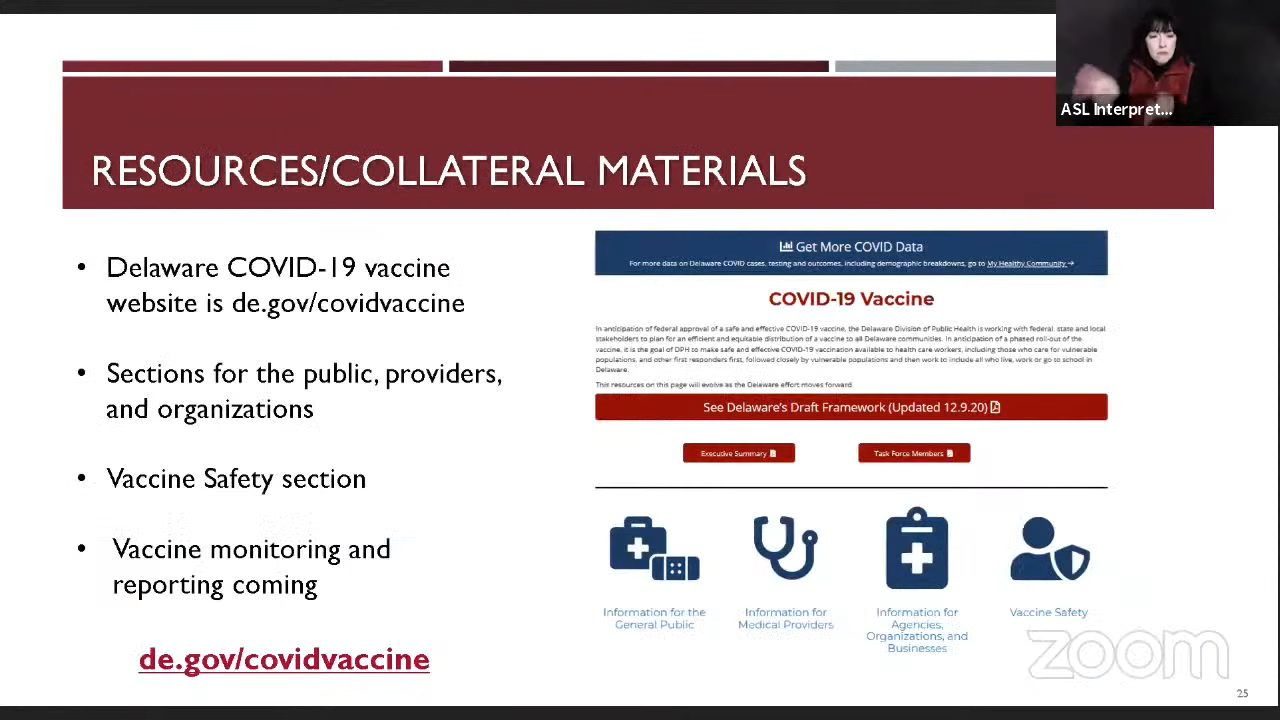 ASL Interpret...
RESOURCES/COLLATERAL MATERIALS
• Delaware COVID-19 vaccine
website is de.gov/covidvaccine
• Sections for the public, providers,
and organizations
• Vaccine Safety section
• Vaccine monitoring and
reporting coming
de.gov/covidvaccine
Get More COVID Data
For more data on Delaware COVID cases, testing and outcomes, including demographic breakdowns, go to My Healthy Community →
COVID-19 Vaccine
In anticipation of federal approval of a safe and effective COVID-19 vaccine, the Delaware Division of Public Health is working with federal, state and local
stakeholders to plan for an efficient and equitable distribution of a vaccine to all Delaware communities. In anticipation of a phased roll-out of the
vaccine, it is the goal of DPH to make safe and effective COVID-19 vaccination available to health care workers, including those who care for vulnerable
populations, and other first responders first, followed closely by vulnerable populations and then work to include all who live, work or go to school in
Delaware.
This resources on this page will evolve as the Delaware effort moves forward.
See Delaware's Draft Framework (Updated 12.9.20)
Executive Summary
Task Force Members
Information for the
General Public
Information for
Medical Providers
Information for
Agencies,
Organizations, and
Businesses
Vaccine Safety
zoom
25